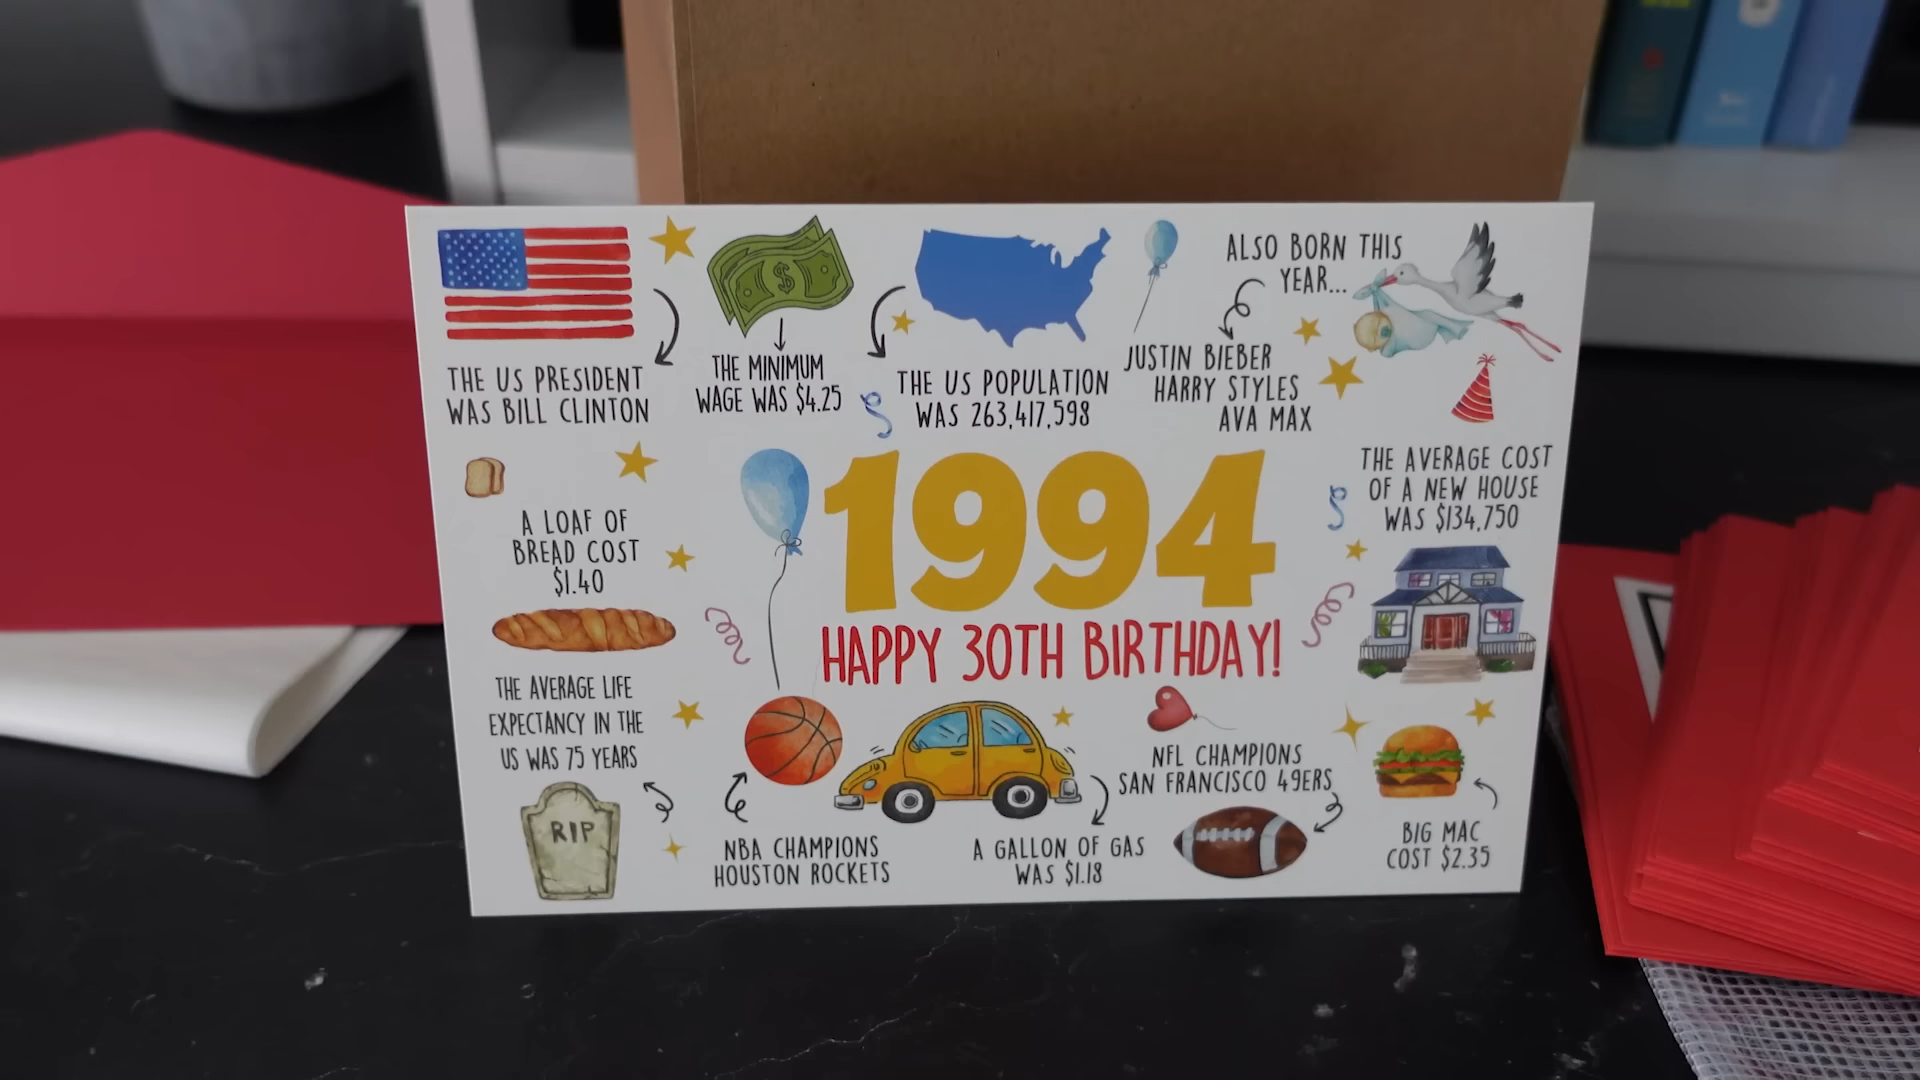 THE US PRESIDENT
WAS BILL CLINTON
THE MINIMUM
WAGE WAS $4.25
THE US POPULATION
WAS 263,417,598
ALSO BORN THIS
YEAR...
JUSTIN BIEBER
HARRY STYLES
AVA MAX
A LOAF OF
BREAD COST
$1.40
1994
HAPPY 30TH BIRTHDAY!
THE AVERAGE COST
OF A NEW HOUSE
WAS $134,750
THE AVERAGE LIFE
EXPECTANCY IN THE
US WAS 75 YEARS
RIP
NBA CHAMPIONS
HOUSTON ROCKETS
A GALLON OF GAS
WAS $1.18
NFL CHAMPIONS
SAN FRANCISCO 49ERS
BIG MAC
COST $2.35